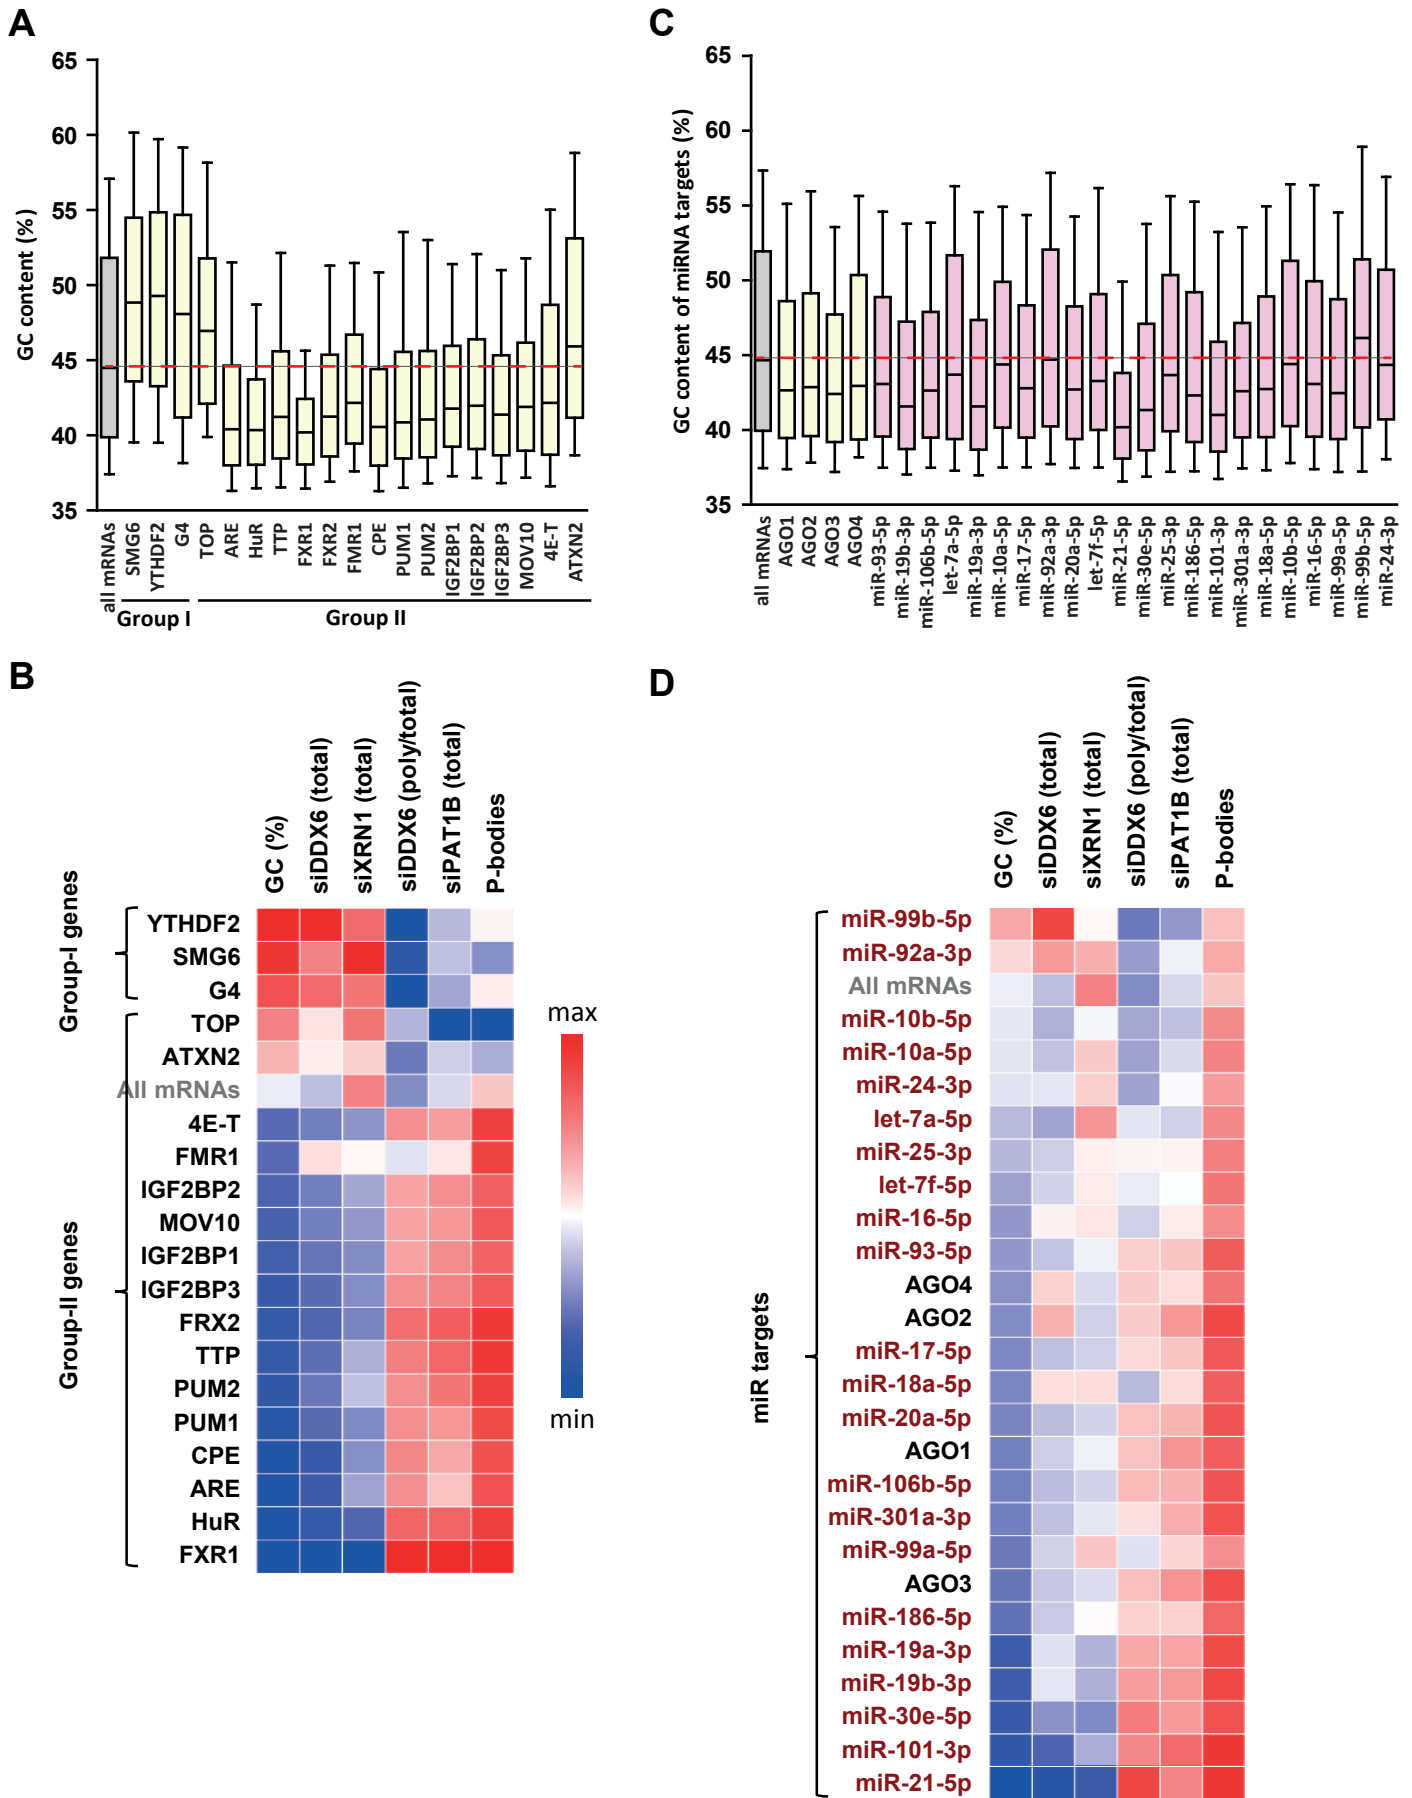 A
GC content (%)
65
60
55
50
45
40
35
all mRNAs
SMG6
YTHDF2
G4
TOP
ARE
HuR
TTP
FXR1
FXR2
FMR1
CPE
PUM1
PUM2
IGF2BP1
IGF2BP2
IGF2BP3
MOV10
4E-T
ATXN2
Group I
Group II
C
GC content of miRNA targets (%)
65
60
55
50
45
40
35
all mRNAs
AGO1
AGO2
AGO3
AGO4
miR-93-5p
miR-19b-3p
miR-106b-5p
let-7a-5p
miR-19a-3p
miR-10a-5p
miR-17-5p
miR-92a-3p
miR-20a-5p
let-7f-5p
miR-21-5p
miR-30e-5p
miR-25-3p
miR-186-5p
miR-101-3p
miR-301a-3p
miR-18a-5p
miR-10b-5p
miR-16-5p
miR-99a-5p
miR-99b-5p
miR-24-3p
B
GC (%)
siDDX6 (total)
siXRN1 (total)
siDDX6 (poly/total)
siPAT1B (total)
P-bodies
Group-I genes
YTHDF2
SMG6
G4
Group-II genes
TOP
ATXN2
All mRNAs
4E-T
FMR1
IGF2BP2
MOV10
IGF2BP1
IGF2BP3
FRX2
TTP
PUM2
PUM1
CPE
ARE
HuR
FXR1
max
min
D
GC (%)
siDDX6 (total)
siXRN1 (total)
siDDX6 (poly/total)
siPAT1B (total)
P-bodies
miR targets
miR-99b-5p
miR-92a-3p
All mRNAs
miR-10b-5p
miR-10a-5p
miR-24-3p
let-7a-5p
miR-25-3p
let-7f-5p
miR-16-5p
miR-93-5p
AGO4
AGO2
miR-17-5p
miR-18a-5p
miR-20a-5p
AGO1
miR-106b-5p
miR-301a-3p
miR-99a-5p
AGO3
miR-186-5p
miR-19a-3p
miR-19b-3p
miR-30e-5p
miR-101-3p
miR-21-5p